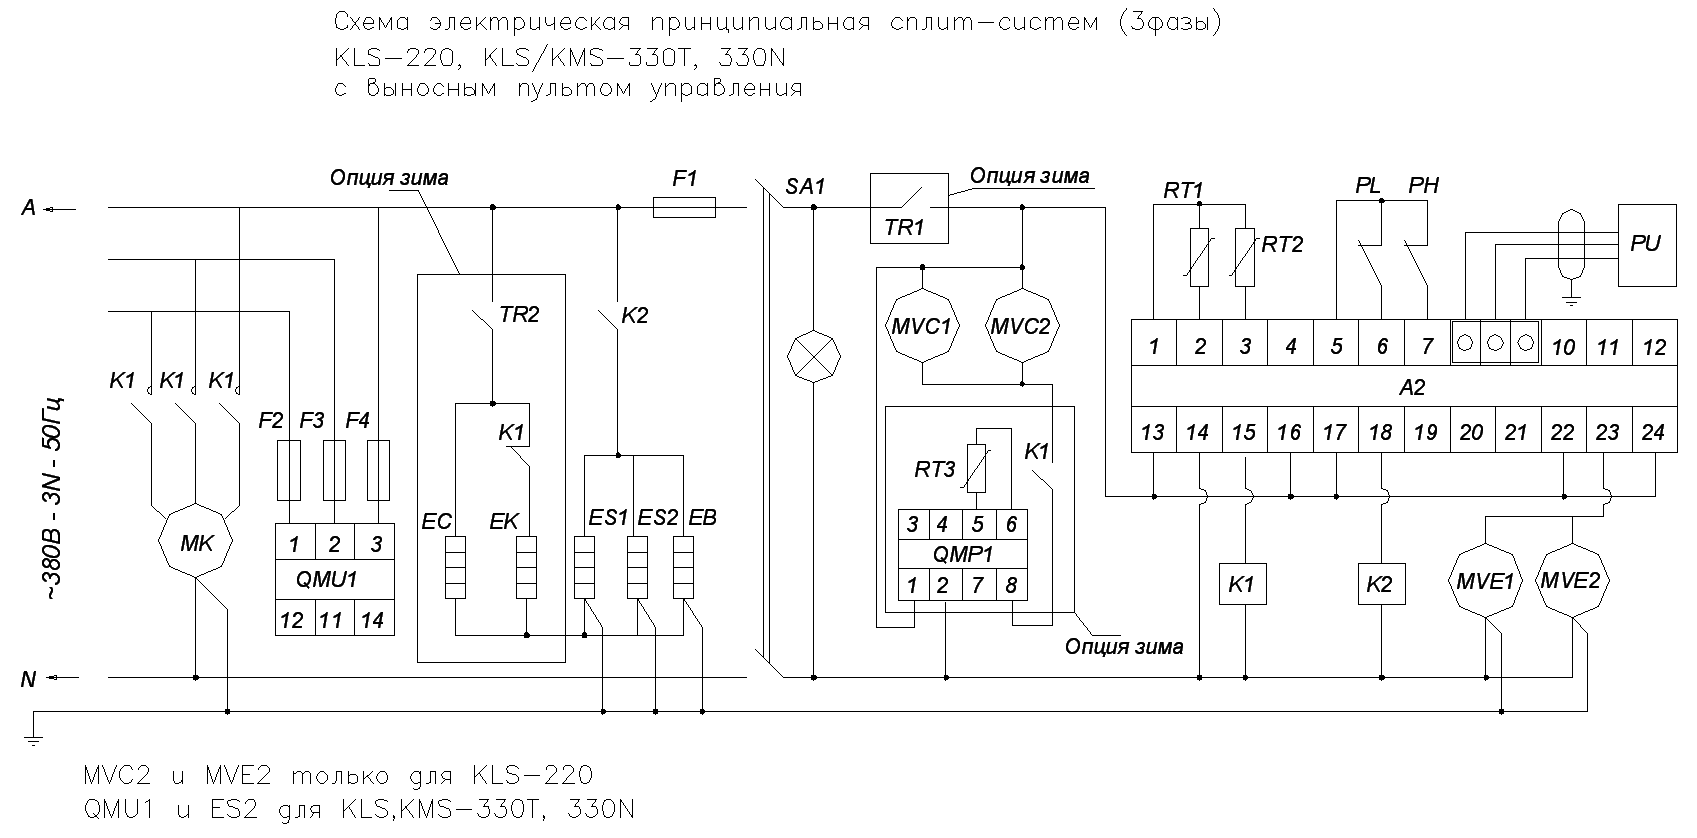 Схема электрическая принципиальная сплит-систем (3фазы)
KLS-220, KLS/KMS-330T, 330N
с выносным пультом управления
Опция зима
F1
SA1
Опция зима
TR1
A
RT1
RT2
PL
PH
PU
TR2
K2
MVC1
MVC2
1 2 3 4 5 6 7 10 11 12
A2
13 14 15 16 17 18 19 20 21 22 23 24
K1 K1 K1
F2 F3 F4
K1
RT3
K1
~380В - 3N - 50Гц
MK
1 2 3
QMU1
12 11 14
EC
EK
ES1
ES2
EB
3 4 5 6
QMP1
1 2 7 8
K1
K2
MVE1
MVE2
Опция зима
N
MVC2 и MVE2 только для KLS-220
QMU1 и ES2 для KLS,KMS-330T, 330N